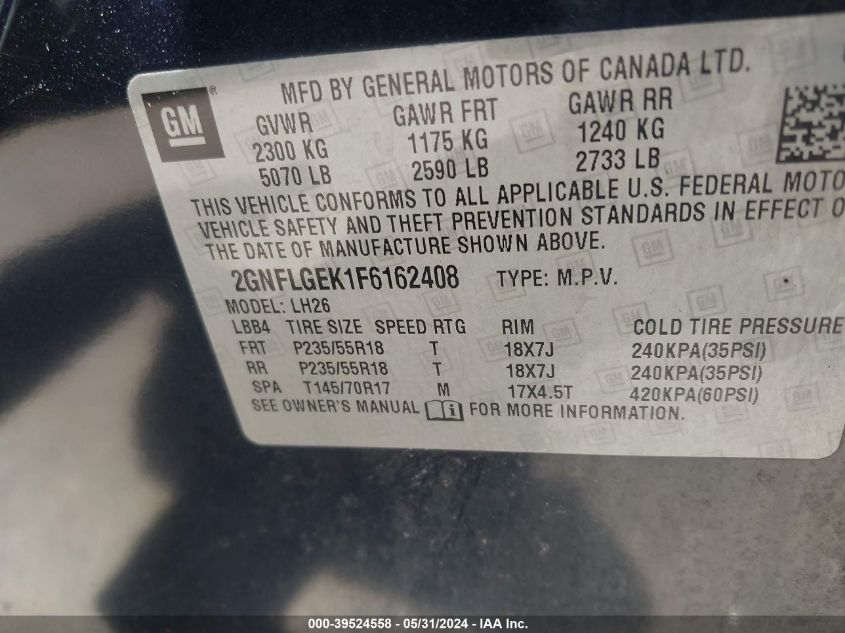 MFD BY GENERAL MOTORS OF CANADA LTD.
GM ®
GVWR GAWR FRT GAWR RR
2300 KG 1175 KG 1240 KG
5070 LB 2590 LB 2733 LB
THIS VEHICLE CONFORMS TO ALL APPLICABLE U.S. FEDERAL MOTO
VEHICLE SAFETY AND THEFT PREVENTION STANDARDS IN EFFECT O
THE DATE OF MANUFACTURE SHOWN ABOVE.
2GNFLGEK1F6162408 TYPE: M.P.V.
MODEL: LH26
LBB4 TIRE SIZE SPEED RTG RIM COLD TIRE PRESSURE
FRT P235/55R18 T 18X7J 240KPA(35PSI)
RR P235/55R18 T 18X7J 240KPA(35PSI)
SPA T145/70R17 M 17X4.5T 420KPA(60PSI)
SEE OWNER'S MANUAL i FOR MORE INFORMATION.
000-39524558 - 05/31/2024 - IAA Inc.